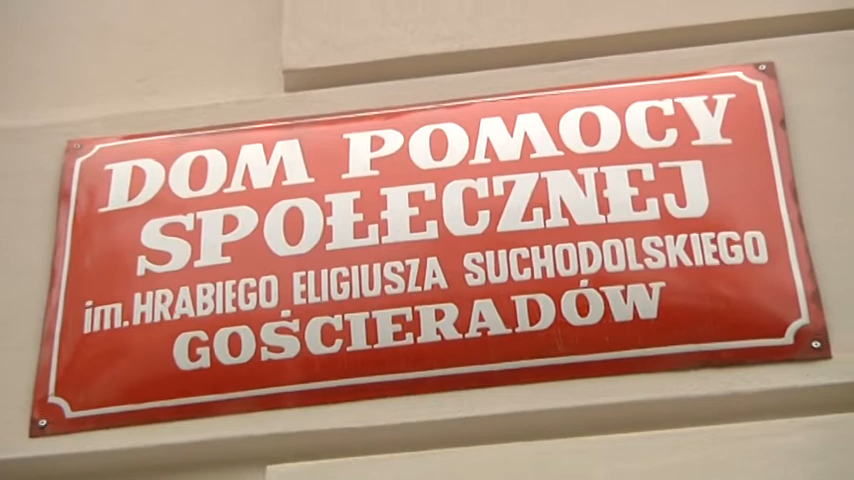 DOM POMOCY
SPOŁECZNEJ
im. HRABIEGO ELIGIUSZA SUCHODOLSKIEGO
GOŚCIERADÓW